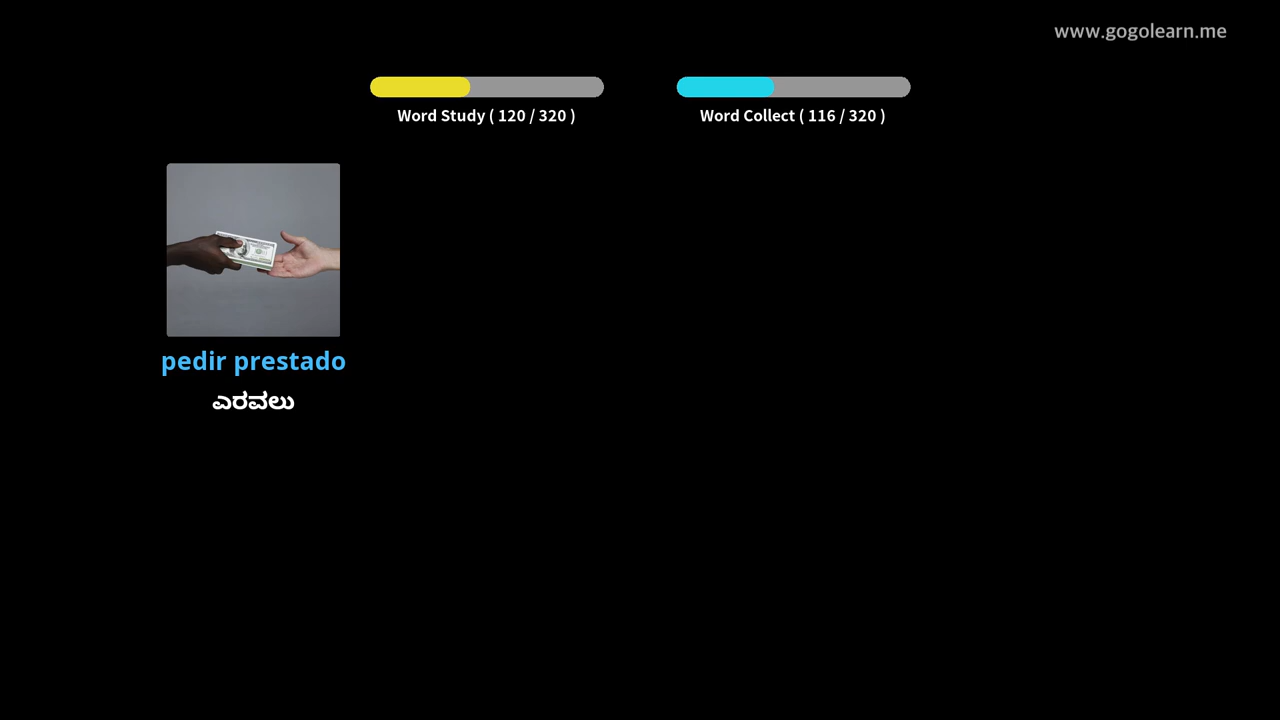 www.gogolearn.me
Word Study ( 120 / 320 )
Word Collect ( 116 / 320 )
pedir prestado
ಎರವಲು